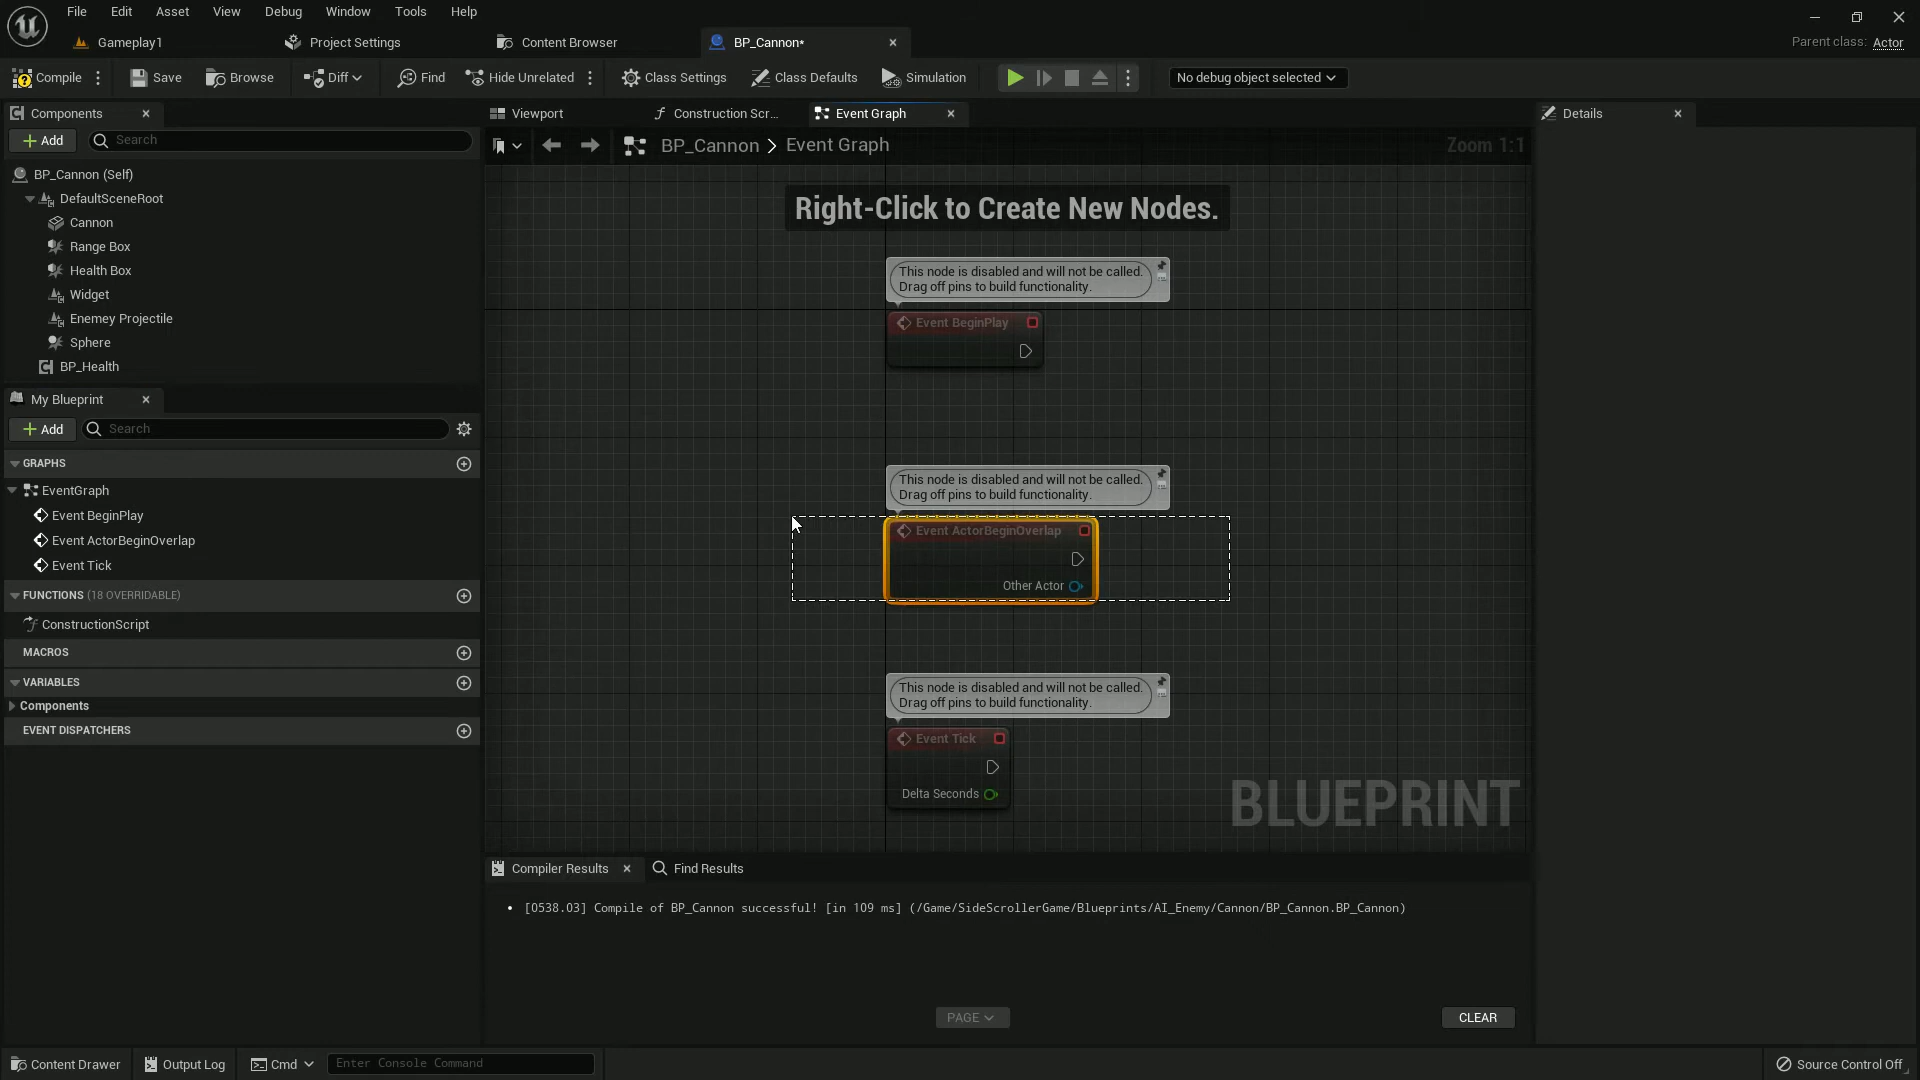 File Edit Asset View Debug Window Tools Help
Gameplay1 Project Settings Content Browser BP_Cannon* Parent class: Actor
Compile Save Browse Diff Find Hide Unrelated Class Settings Class Defaults Simulation No debug object selected
Components Viewport Construction Scr... Event Graph Details
Add Search
BP_Cannon > Event Graph Zoom 1:1
BP_Cannon (Self)
DefaultSceneRoot
Cannon
Range Box
Health Box
Widget
Enemey Projectile
Sphere
BP_Health
Right-Click to Create New Nodes.
This node is disabled and will not be called.
Drag off pins to build functionality.
Event BeginPlay
My Blueprint
Add Search
GRAPHS
EventGraph
Event BeginPlay
Event ActorBeginOverlap
Event Tick
FUNCTIONS (18 OVERRIDABLE)
ConstructionScript
MACROS
VARIABLES
Components
EVENT DISPATCHERS
This node is disabled and will not be called.
Drag off pins to build functionality.
Event ActorBeginOverlap
Other Actor
This node is disabled and will not be called.
Drag off pins to build functionality.
Event Tick
Delta Seconds
BLUEPRINT
Compiler Results Find Results
• [0538.03] Compile of BP_Cannon successful! [in 109 ms] (/Game/SideScrollerGame/Blueprints/AI_Enemy/Cannon/BP_Cannon.BP_Cannon)
PAGE CLEAR
Content Drawer Output Log Cmd Enter Console Command Source Control Off